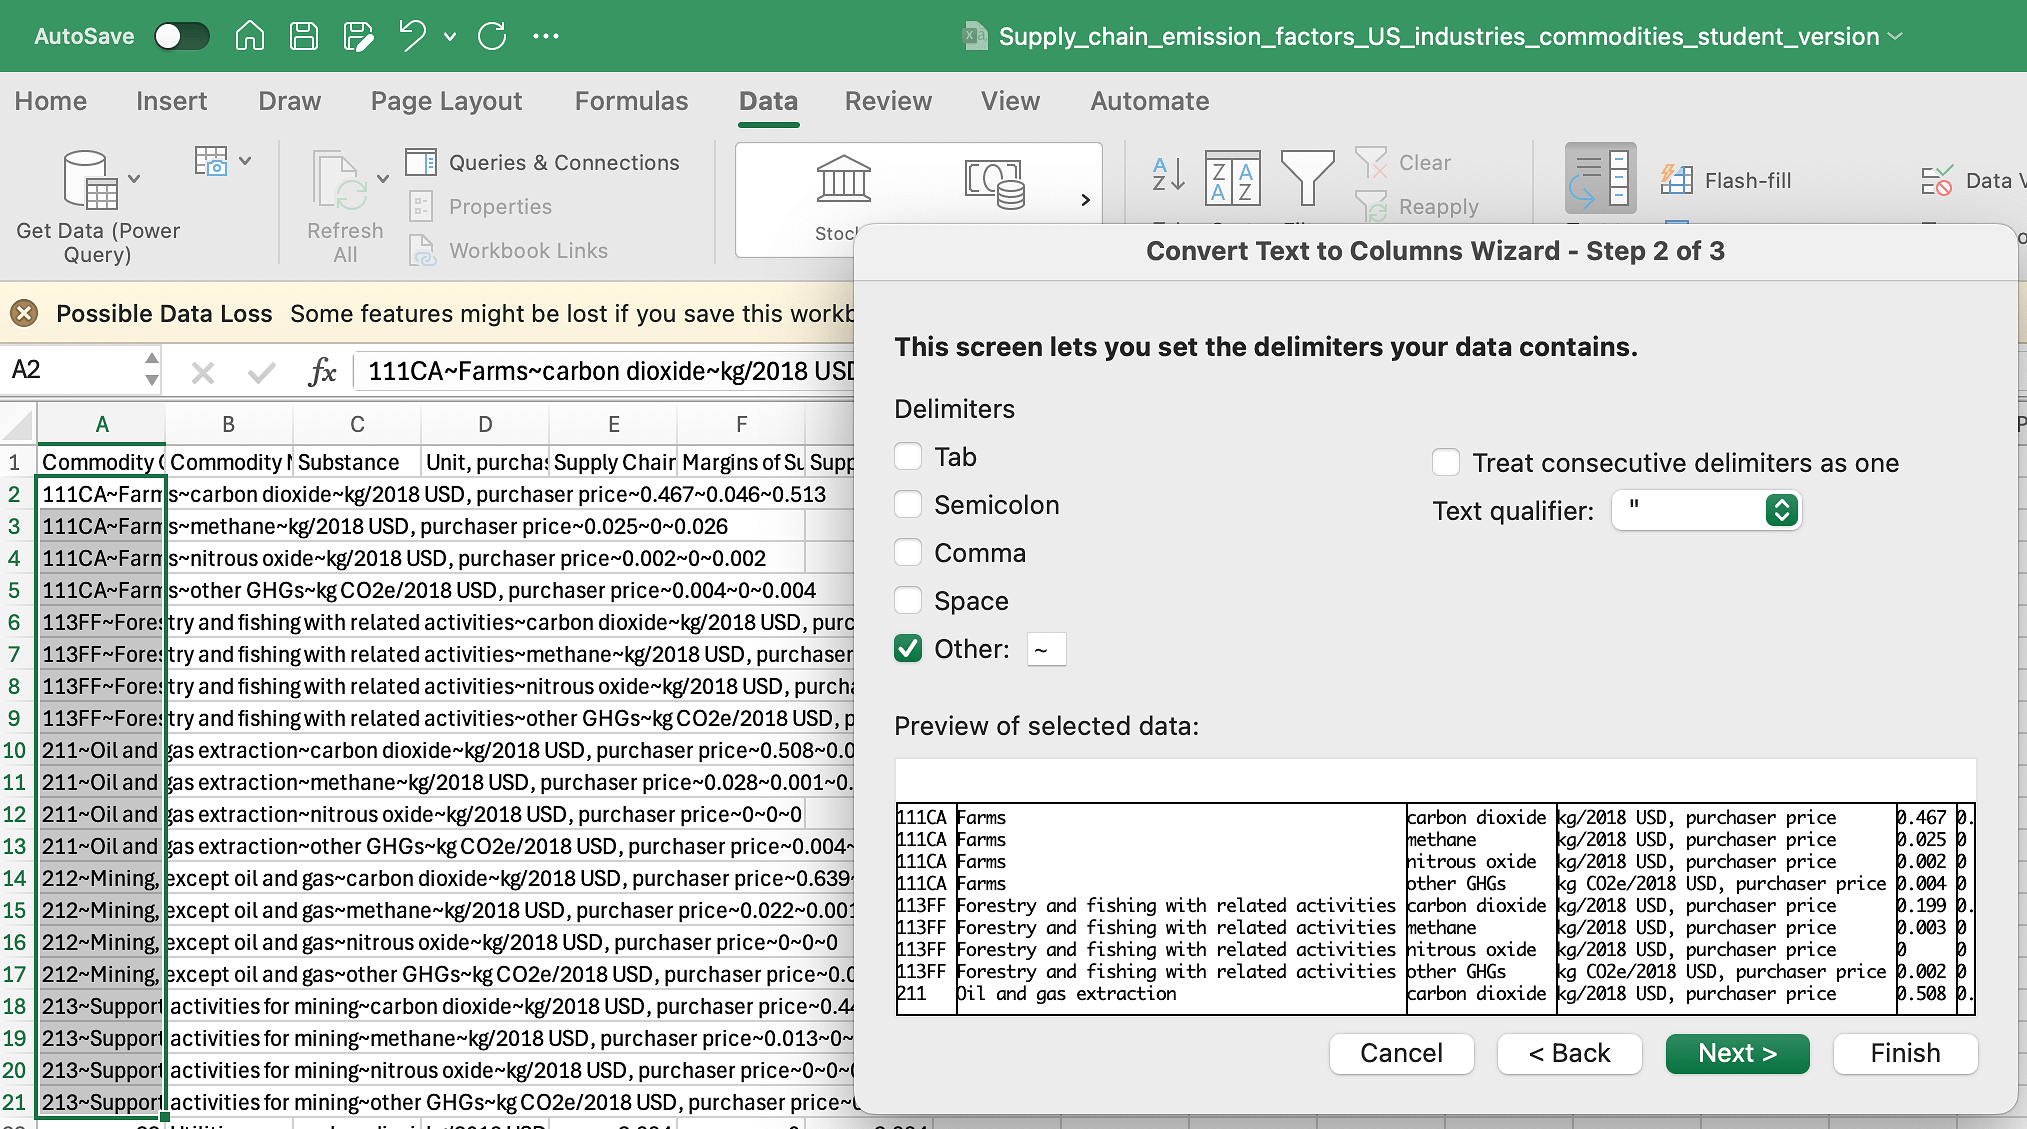 AutoSave
Supply_chain_emission_factors_US_industries_commodities_student_version
Home Insert Draw Page Layout Formulas Data Review View Automate
Get Data (Power Query)
Refresh All
Queries & Connections
Properties
Workbook Links
Clear
Reapply
Flash-fill
Data
Convert Text to Columns Wizard - Step 2 of 3
Possible Data Loss Some features might be lost if you save this
A2
fx
111CA~Farms~carbon dioxide~kg/2018 USD
This screen lets you set the delimiters your data contains.
Delimiters
Tab
Semicolon
Comma
Space
Other: ~
Treat consecutive delimiters as one
Text qualifier: "
Preview of selected data:
111CA Farms carbon dioxide kg/2018 USD, purchaser price 0.467 0.
111CA Farms methane kg/2018 USD, purchaser price 0.025 0
111CA Farms nitrous oxide kg/2018 USD, purchaser price 0.002 0
111CA Farms other GHGs kg CO2e/2018 USD, purchaser price 0.004 0
113FF Forestry and fishing with related activities carbon dioxide kg/2018 USD, purchaser price 0.199 0.
113FF Forestry and fishing with related activities methane kg/2018 USD, purchaser price 0.003 0
113FF Forestry and fishing with related activities nitrous oxide kg/2018 USD, purchaser price 0 0
113FF Forestry and fishing with related activities other GHGs kg CO2e/2018 USD, purchaser price 0.002 0
211 Oil and gas extraction carbon dioxide kg/2018 USD, purchaser price 0.508 0.
Cancel
< Back
Next >
Finish
A B C D E F
1 Commodity Commodity Substance Unit, Supply Margins of
2 111CA~Farms~carbon dioxide~kg/2018 USD, purchaser price~0.467~0.046~0.513
3 111CA~Farms~methane~kg/2018 USD, purchaser price~0.025~0~0.026
4 111CA~Farms~nitrous oxide~kg/2018 USD, purchaser price~0.002~0~0.002
5 111CA~Farms~other GHGs~kg CO2e/2018 USD, purchaser price~0.004~0~0.004
6 113FF~Forestry and fishing with related activities~carbon dioxide~kg/2018 USD, purc
7 113FF~Forestry and fishing with related activities~methane~kg/2018 USD, purchaser
8 113FF~Forestry and fishing with related activities~nitrous oxide~kg/2018 USD, purcha
9 113FF~Forestry and fishing with related activities~other GHGs~kg CO2e/2018 USD, p
10 211~Oil and gas extraction~carbon dioxide~kg/2018 USD, purchaser price~0.508~0.0
11 211~Oil and gas extraction~methane~kg/2018 USD, purchaser price~0.028~0.001~0.
12 211~Oil and gas extraction~nitrous oxide~kg/2018 USD, purchaser price~0~0~0
13 211~Oil and gas extraction~other GHGs~kg CO2e/2018 USD, purchaser price~0.004~
14 212~Mining, except oil and gas~carbon dioxide~kg/2018 USD, purchaser price~0.639~
15 212~Mining, except oil and gas~methane~kg/2018 USD, purchaser price~0.022~0.001
16 212~Mining, except oil and gas~nitrous oxide~kg/2018 USD, purchaser price~0~0~0
17 212~Mining, except oil and gas~other GHGs~kg CO2e/2018 USD, purchaser price~0.0
18 213~Support activities for mining~carbon dioxide~kg/2018 USD, purchaser price~0.44
19 213~Support activities for mining~methane~kg/2018 USD, purchaser price~0.013~0~
20 213~Support activities for mining~nitrous oxide~kg/2018 USD, purchaser price~0~0~
21 213~Support activities for mining~other GHGs~kg CO2e/2018 USD, purchaser price~